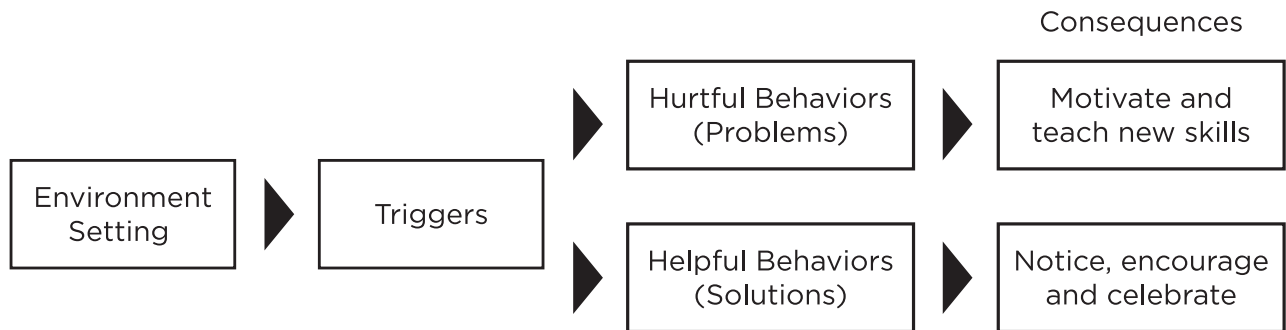 Consequences
Hurtful Behaviors
(Problems)
Motivate and
teach new skills
Environment
Setting
Triggers
Helpful Behaviors
(Solutions)
Notice, encourage
and celebrate